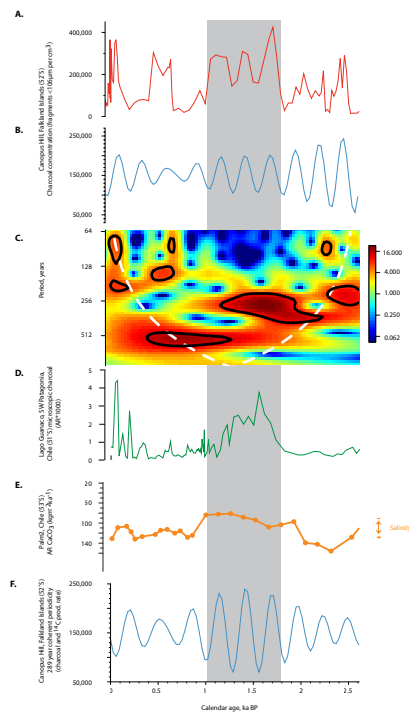 A.
Canopus Hill, Falkland Islands (52°S)
Charcoal concentration (fragments <106µm per cm³)
400,000
200,000
0
B.
250,000
150,000
50,000
C.
Period, years
64
128
256
512
16.000
4.000
1.000
0.250
0.062
D.
Lago Guanaco, SW Patagonia,
Chile (51°S) microscopic charcoal
(AR*1000)
5
4
3
2
1
0
E.
Palm2, Chile (53°S)
AR CaCO₃ (kgm⁻²ka⁻¹)
20
50
100
140
Salinity
F.
Canopus Hill, Falkland Islands (52°S)
289 year coherent periodicity
(charcoal and ¹⁴C prod. rate)
250,000
150,000
50,000
0 0.5 1 1.5 2 2.5
Calendar age, ka BP